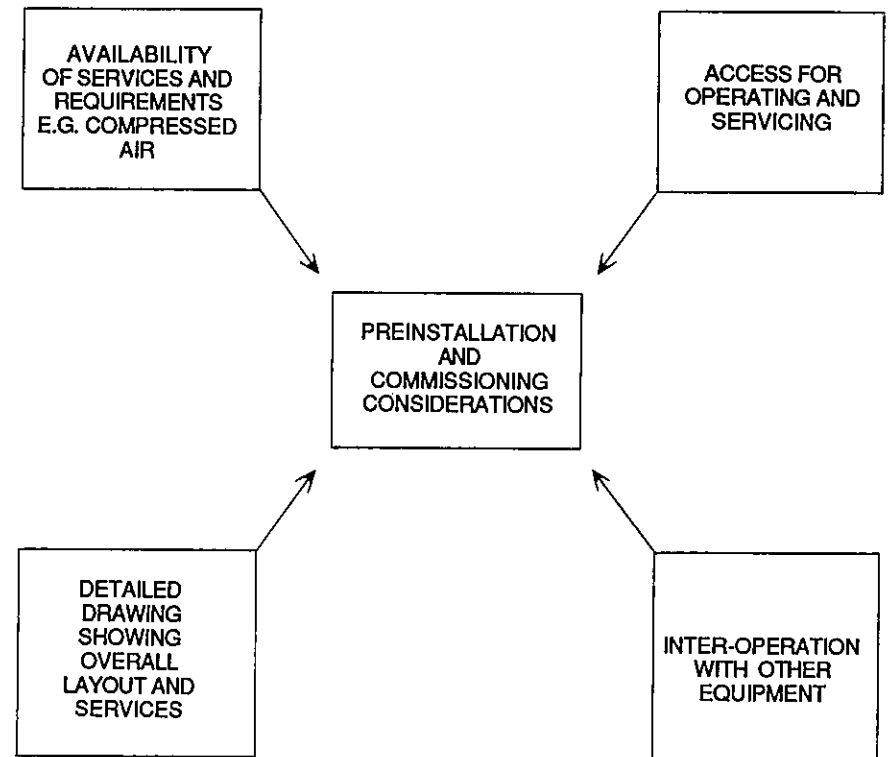 AVAILABILITY
OF SERVICES AND
REQUIREMENTS
E.G. COMPRESSED
AIR
ACCESS FOR
OPERATING AND
SERVICING
PREINSTALLATION
AND
COMMISSIONING
CONSIDERATIONS
DETAILED
DRAWING
SHOWING
OVERALL
LAYOUT AND
SERVICES
INTER-OPERATION
WITH OTHER
EQUIPMENT